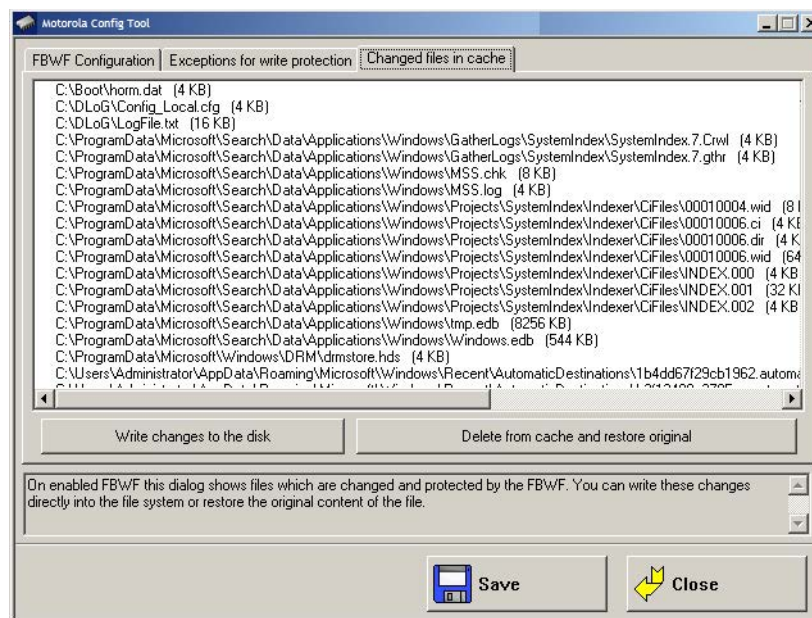 Motorola Config Tool
FBWF Configuration
Exceptions for write protection
Changed files in cache
C:\Boot\horm.dat (4 KB)
C:\DLoG\Config_Local.cfg (4 KB)
C:\DLoG\LogFile.txt (16 KB)
C:\ProgramData\Microsoft\Search\Data\Applications\Windows\GatherLogs\SystemIndex\SystemIndex.7.Crwl (4 KB)
C:\ProgramData\Microsoft\Search\Data\Applications\Windows\GatherLogs\SystemIndex\SystemIndex.7.gthr (4 KB)
C:\ProgramData\Microsoft\Search\Data\Applications\Windows\MSS.chk (8 KB)
C:\ProgramData\Microsoft\Search\Data\Applications\Windows\MSS.log (4 KB)
C:\ProgramData\Microsoft\Search\Data\Applications\Windows\Projects\SystemIndex\Indexer\CiFiles\00010004.wid (8
C:\ProgramData\Microsoft\Search\Data\Applications\Windows\Projects\SystemIndex\Indexer\CiFiles\00010006.ci (4 KB
C:\ProgramData\Microsoft\Search\Data\Applications\Windows\Projects\SystemIndex\Indexer\CiFiles\00010006.dir (4 K
C:\ProgramData\Microsoft\Search\Data\Applications\Windows\Projects\SystemIndex\Indexer\CiFiles\00010006.wid (64
C:\ProgramData\Microsoft\Search\Data\Applications\Windows\Projects\SystemIndex\Indexer\CiFiles\INDEX.000 (4 KB
C:\ProgramData\Microsoft\Search\Data\Applications\Windows\Projects\SystemIndex\Indexer\CiFiles\INDEX.001 (32 K
C:\ProgramData\Microsoft\Search\Data\Applications\Windows\Projects\SystemIndex\Indexer\CiFiles\INDEX.002 (4 KB
C:\ProgramData\Microsoft\Search\Data\Applications\Windows\tmp.edb (8256 KB)
C:\ProgramData\Microsoft\Search\Data\Applications\Windows\Windows.edb (544 KB)
C:\ProgramData\Microsoft\Windows\DRM\drmstore.hds (4 KB)
C:\Users\Administrator\AppData\Roaming\Microsoft\Windows\Recent\AutomaticDestinations\1b4dd67f29cb1962.automa
Write changes to the disk
Delete from cache and restore original
On enabled FBWF this dialog shows files which are changed and protected by the FBWF. You can write these changes
directly into the file system or restore the original content of the file.
Save
Close